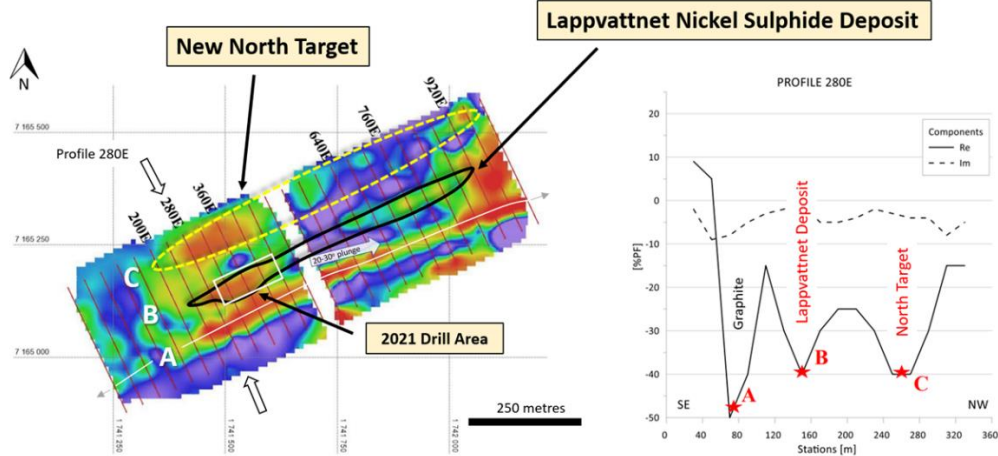 Lappvattnet Nickel Sulphide Deposit
New North Target
N
7 165 500
7 165 250
7 165 000
Profile 280E
200E
280E
360E
640E
760E
920E
C
B
A
20-30° plunge
2021 Drill Area
250 metres
1 741 250
1 741 500
1 741 750
1 742 000
PROFILE 280E
Components
Re
Im
[%PF]
20
10
0
-10
-20
-30
-40
-50
Graphite
Lappvattnet Deposit
North Target
A
B
C
SE
NW
0
40
80
120
160
200
240
280
320
Stations [m]